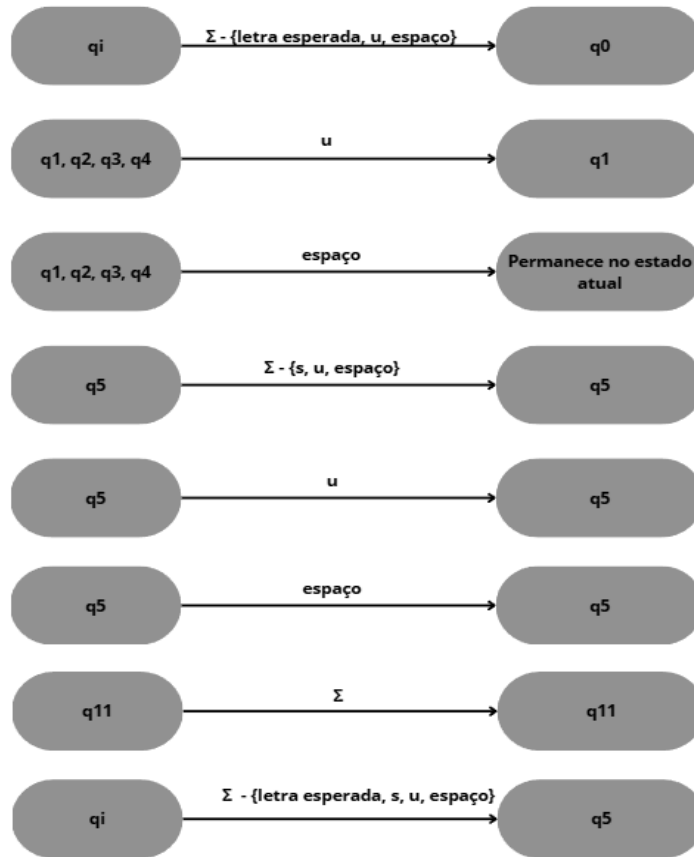 qi Σ - {letra esperada, u, espaço} q0
q1, q2, q3, q4 u q1
q1, q2, q3, q4 espaço Permanece no estado
atual
q5 Σ - {s, u, espaço} q5
q5 u q5
q5 espaço q5
q11 Σ q11
qi Σ - {letra esperada, s, u, espaço} q5